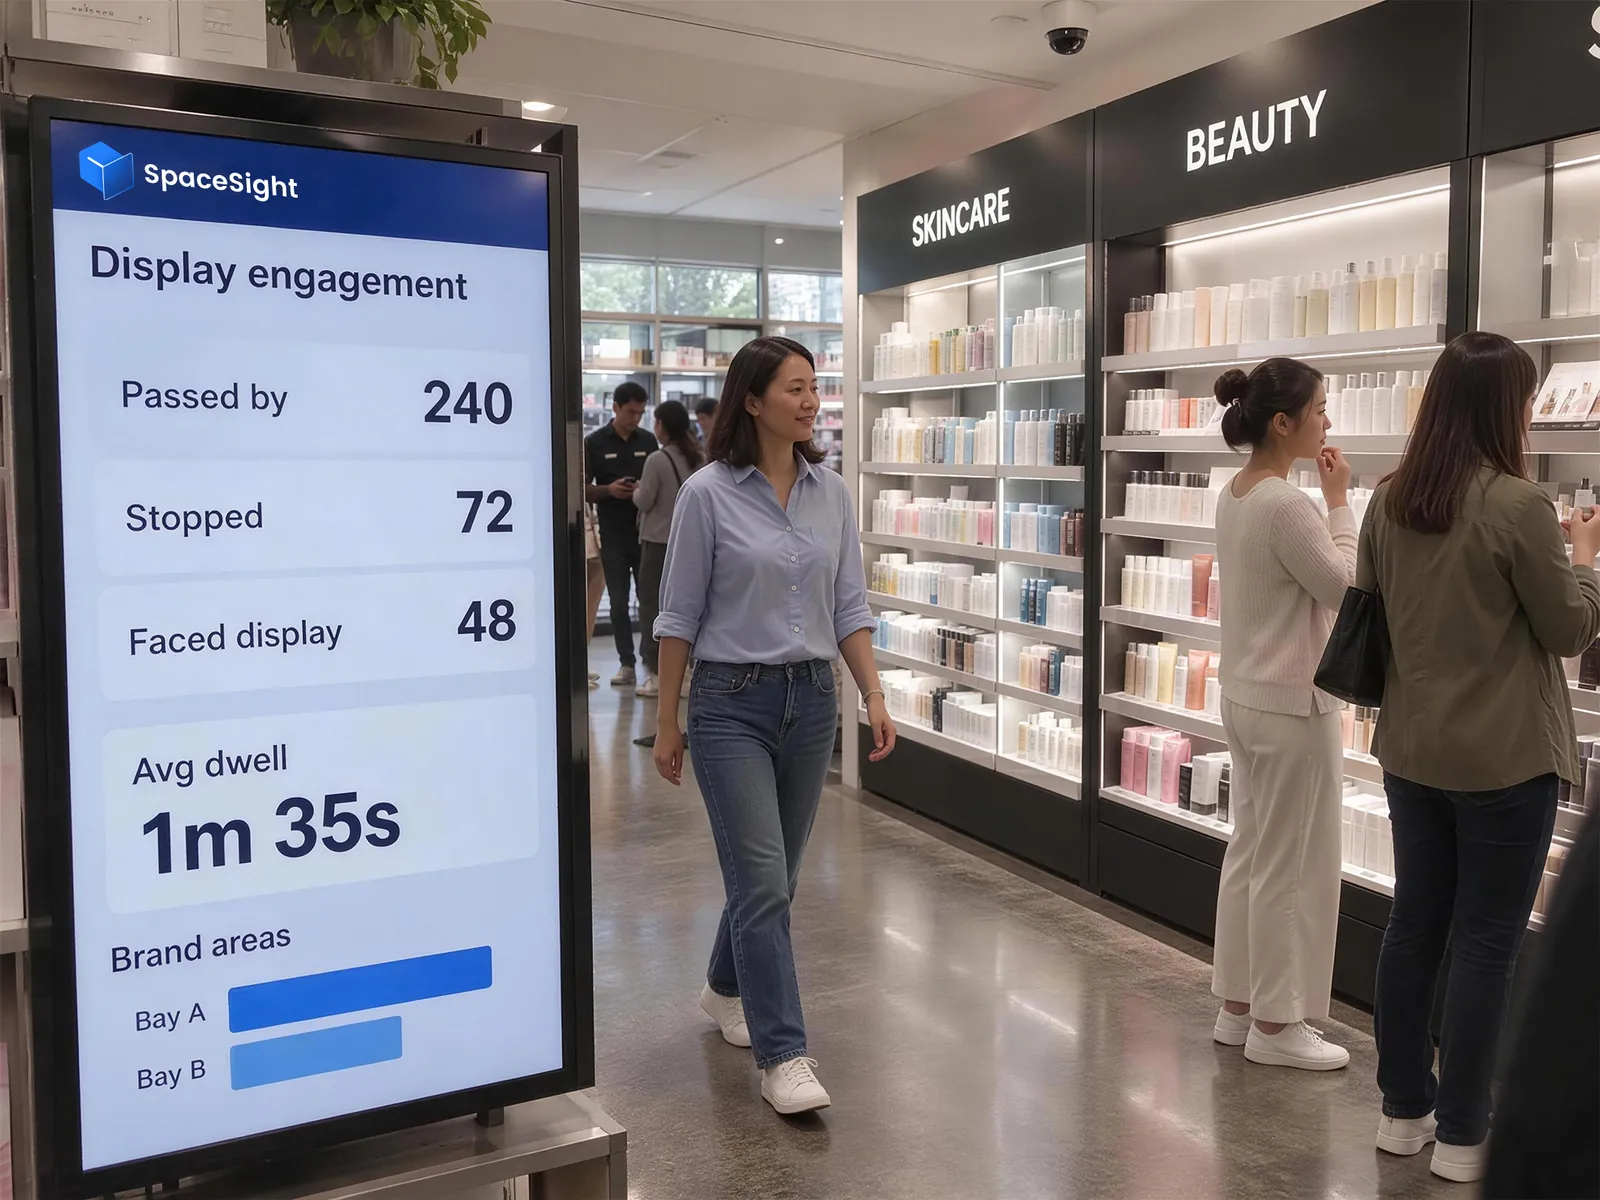 SpaceSight
Display engagement
Passed by 240
Stopped 72
Faced display 48
Avg dwell
1m 35s
Brand areas
Bay A
Bay B
SKINCARE
BEAUTY
S